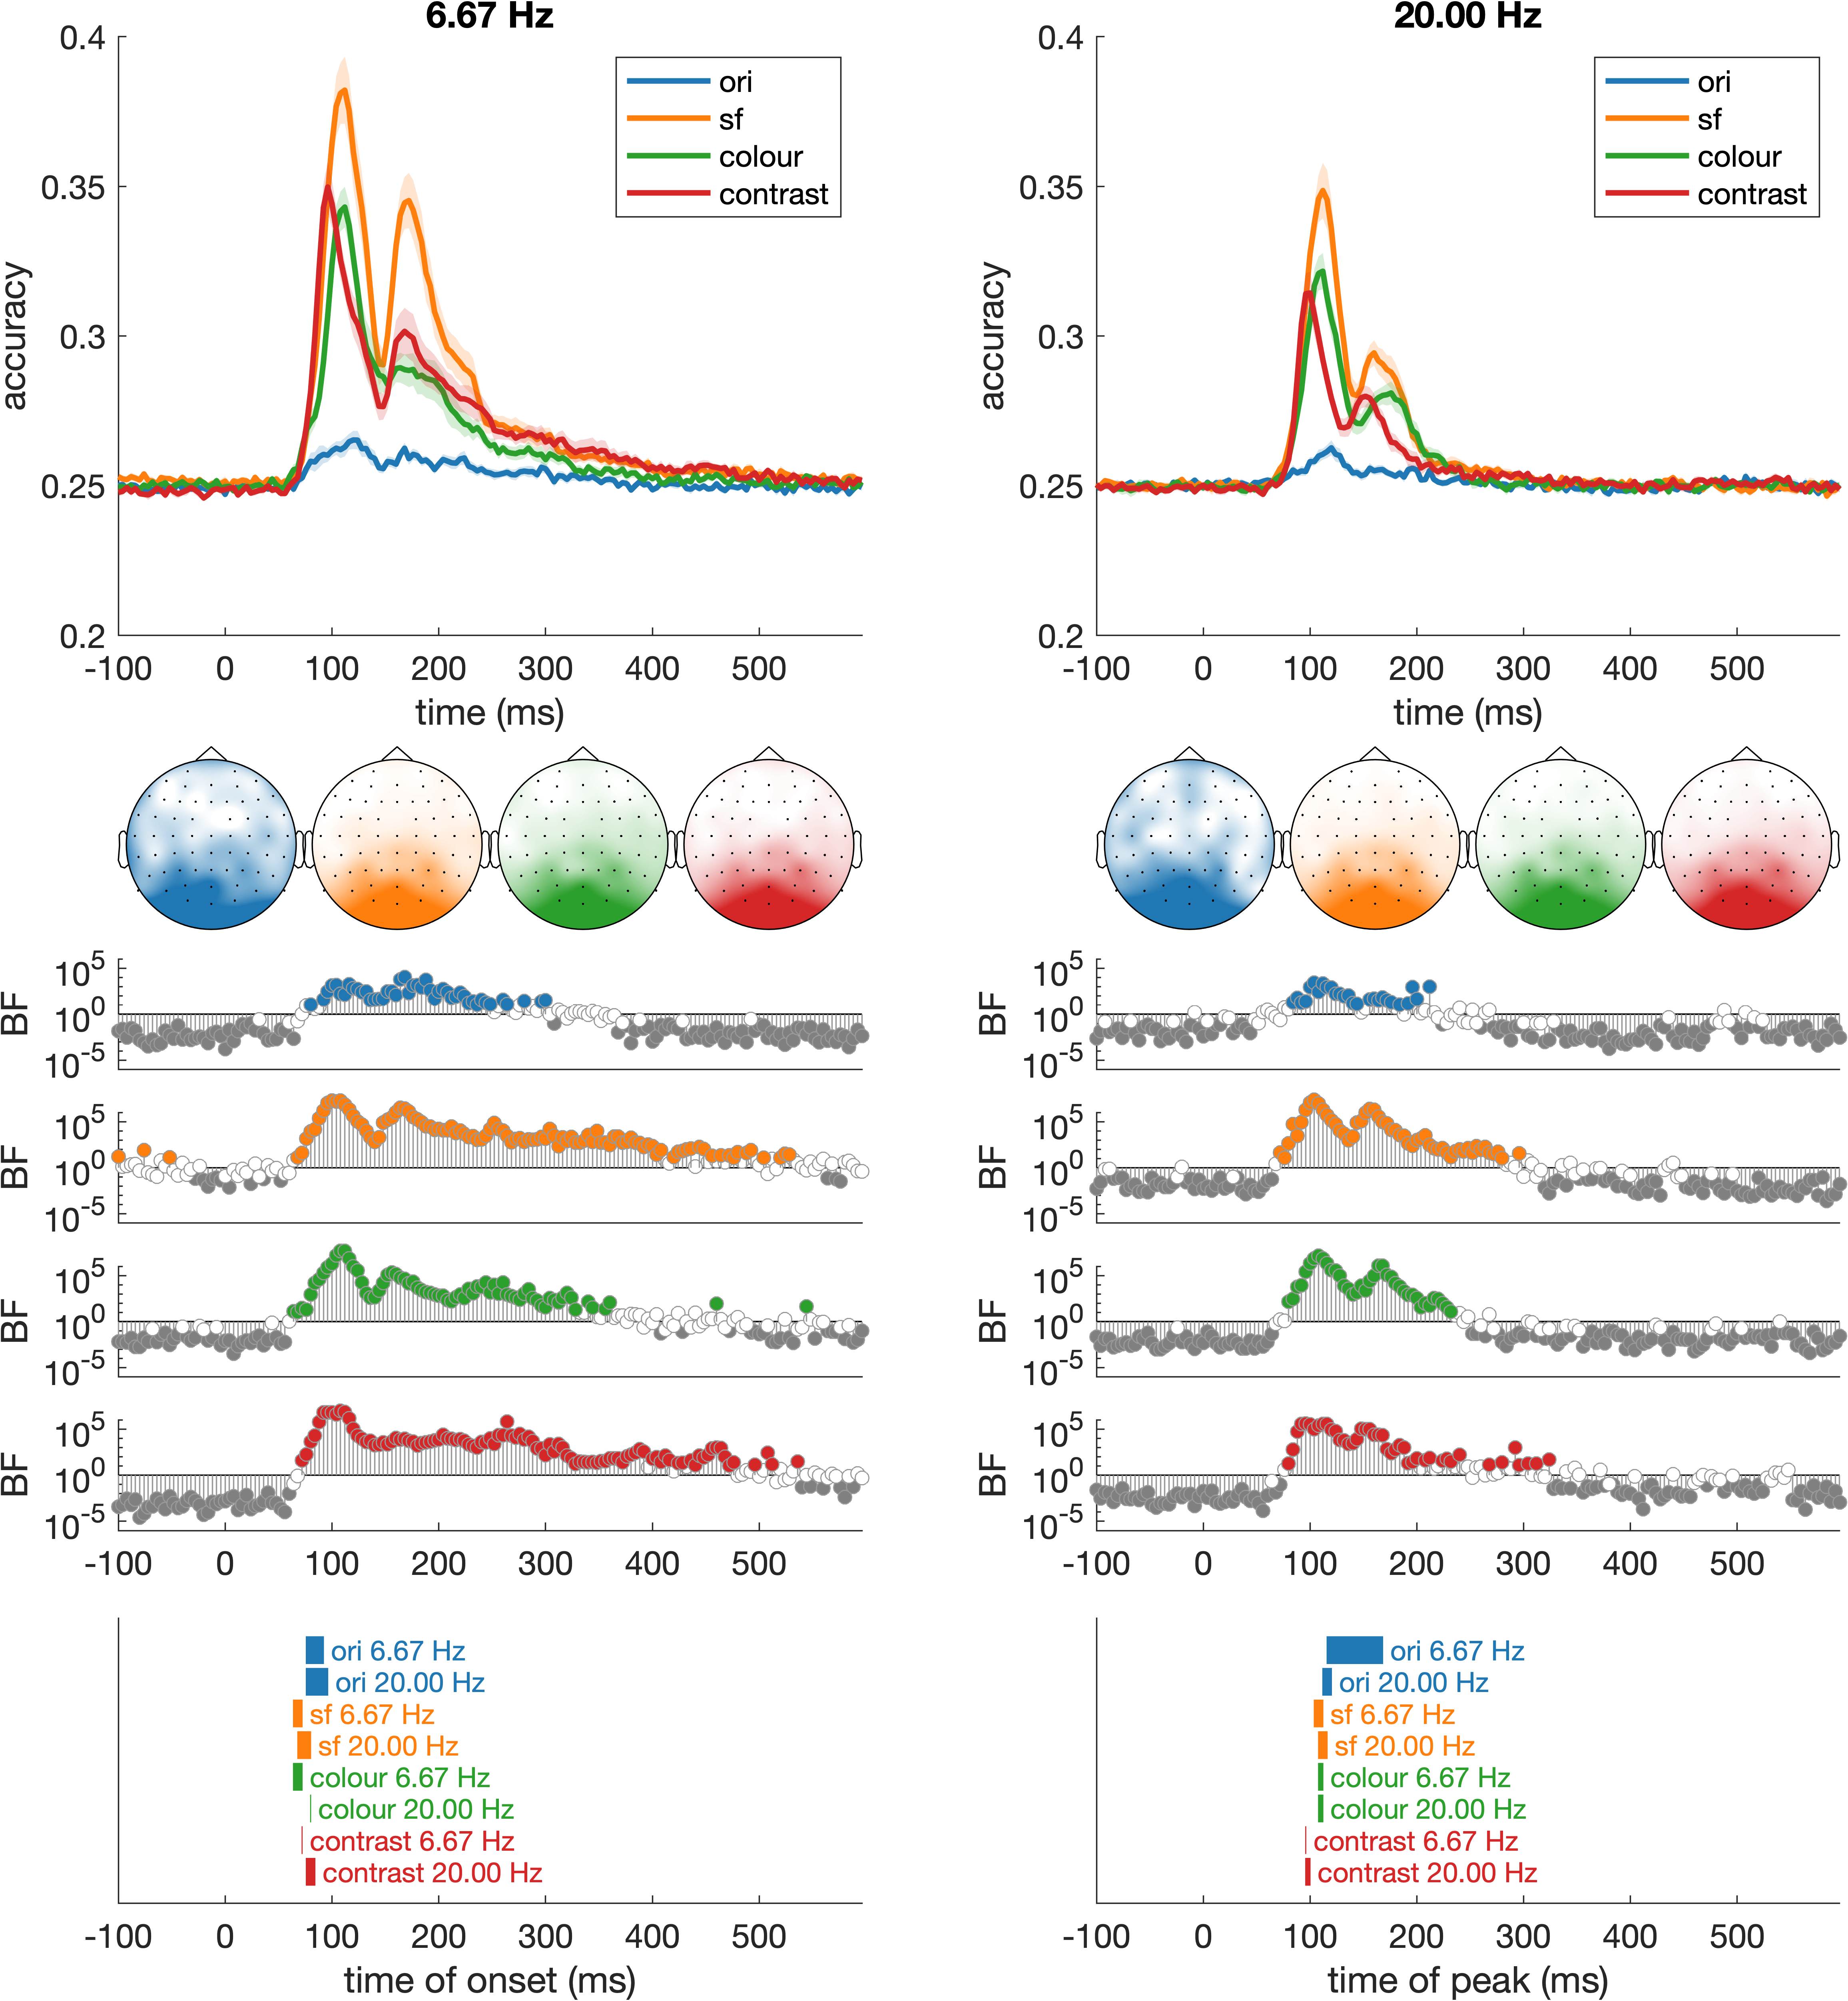 6.67 Hz
0.4
0.35
0.3
0.25
0.2
accuracy
ori
sf
colour
contrast
-100 0 100 200 300 400 500
time (ms)
20.00 Hz
0.4
0.35
0.3
0.25
0.2
accuracy
ori
sf
colour
contrast
-100 0 100 200 300 400 500
time (ms)
BF
10^5
10^0
10^-5
BF
10^5
10^0
10^-5
BF
10^5
10^0
10^-5
BF
10^5
10^0
10^-5
-100 0 100 200 300 400 500
BF
10^5
10^0
10^-5
BF
10^5
10^0
10^-5
BF
10^5
10^0
10^-5
BF
10^5
10^0
10^-5
-100 0 100 200 300 400 500
ori 6.67 Hz
ori 20.00 Hz
sf 6.67 Hz
sf 20.00 Hz
colour 6.67 Hz
colour 20.00 Hz
contrast 6.67 Hz
contrast 20.00 Hz
-100 0 100 200 300 400 500
time of onset (ms)
ori 6.67 Hz
ori 20.00 Hz
sf 6.67 Hz
sf 20.00 Hz
colour 6.67 Hz
colour 20.00 Hz
contrast 6.67 Hz
contrast 20.00 Hz
-100 0 100 200 300 400 500
time of peak (ms)